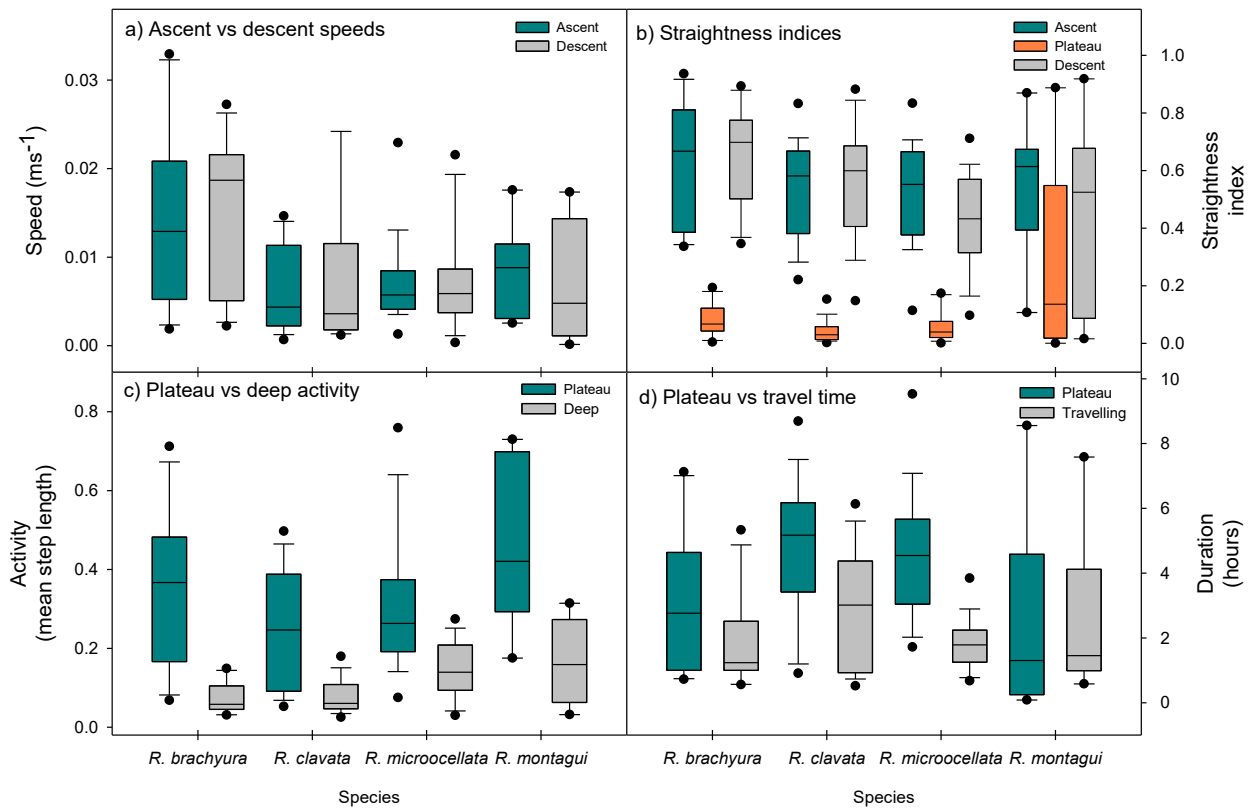 a) Ascent vs descent speeds
Ascent
Descent
0.03
0.02
0.01
0.00
Speed (ms⁻¹)
b) Straightness indices
Ascent
Plateau
Descent
1.0
0.8
0.6
0.4
0.2
0.0
Straightness
index
c) Plateau vs deep activity
Plateau
Deep
0.8
0.6
0.4
0.2
0.0
Activity
(mean step length)
d) Plateau vs travel time
Plateau
Travelling
10
8
6
4
2
0
Duration
(hours)
R. brachyura R. clavata R. microocellata R. montagui
Species
R. brachyura R. clavata R. microocellata R. montagui
Species